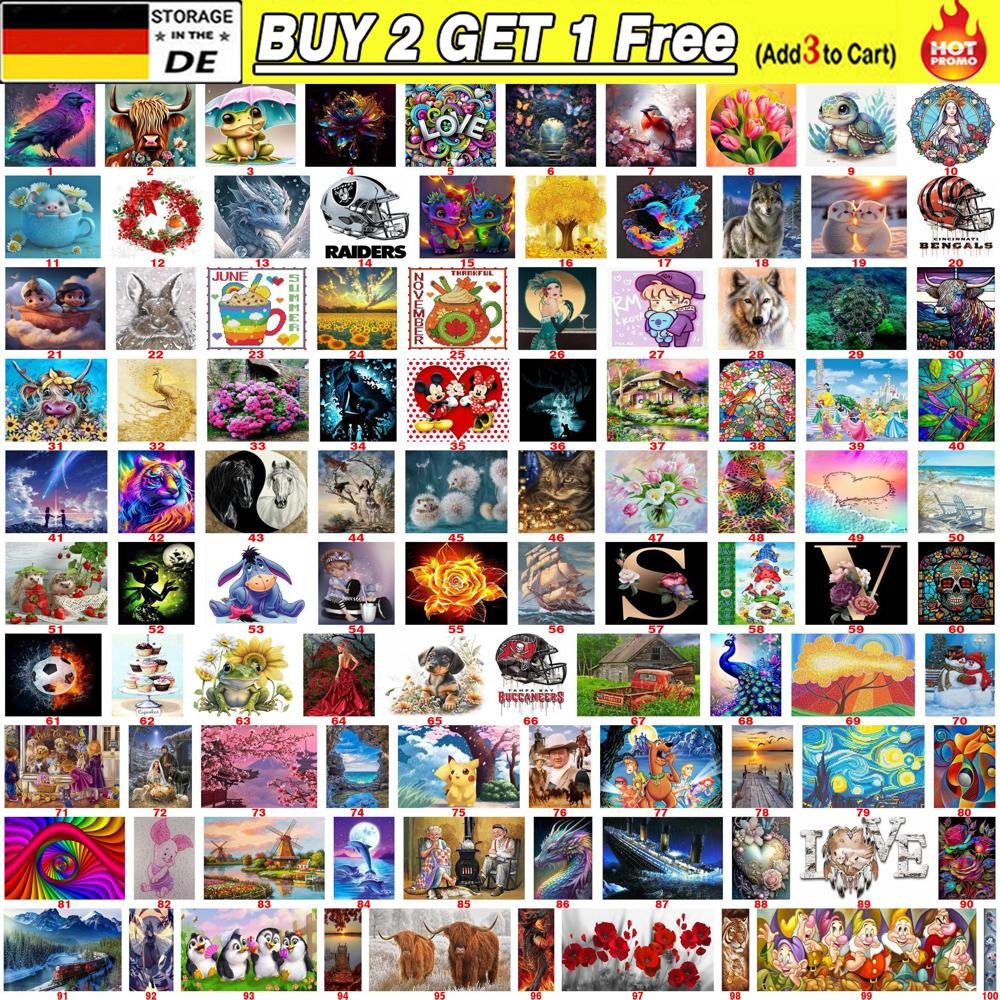 STORAGE
IN THE
DE
BUY 2 GET 1 Free
(Add 3 to Cart)
HOT
PROMO
LOVE
1 2 3 4 5 6 7 8 9 10
RAIDERS
CINCINNATI
BENGALS
11 12 13 14 15 16 17 18 19 20
JUNE
SUMMER
NOVEMBER
THANKFUL
RM
& KOYA
21 22 23 24 25 26 27 28 29 30
31 32 33 34 35 36 37 38 39 40
41 42 43 44 45 46 47 48 49 50
S
V
51 52 53 54 55 56 57 58 59 60
Cupcakes
TAMPA BAY
BUCCANEERS
61 62 63 64 65 66 67 68 69 70
71 72 73 74 75 76 77 78 79 80
LOVE
81 82 83 84 85 86 87 88 89 90
91 92 93 94 95 96 97 98 99 100